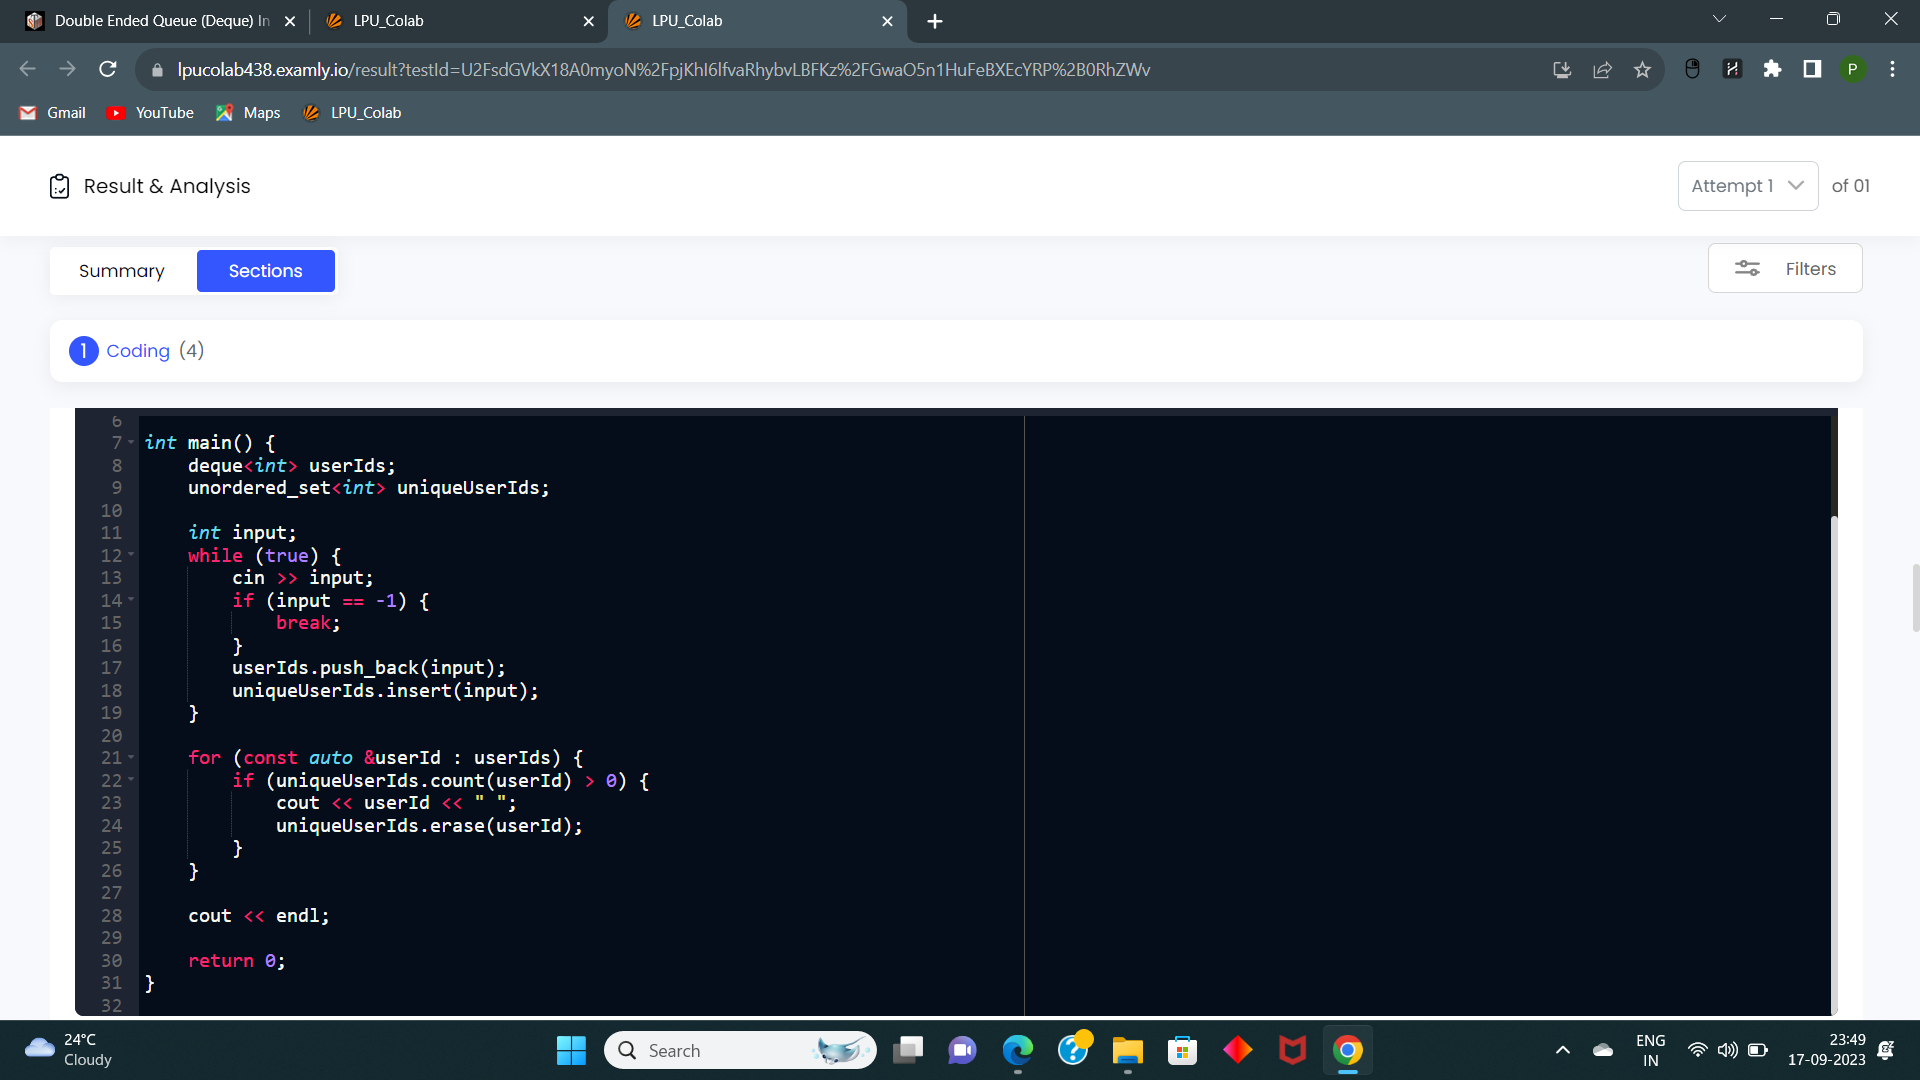 Double Ended Queue (Deque) In
LPU_Colab
LPU_Colab
lpucolab438.examly.io/result?testId=U2FsdGVkX18A0myoN%2FpjKhI6lfvaRhybvLBFKz%2FGwaO5n1HuFeBXEcYRP%2B0RhZWv
P
Gmail
YouTube
Maps
LPU_Colab
Result & Analysis
Attempt 1
of 01
Summary
Sections
Filters
1 Coding (4)
6
7 int main() {
8 deque<int> userIds;
9 unordered_set<int> uniqueUserIds;
10
11 int input;
12 while (true) {
13 cin >> input;
14 if (input == -1) {
15 break;
16 }
17 userIds.push_back(input);
18 uniqueUserIds.insert(input);
19 }
20
21 for (const auto &userId : userIds) {
22 if (uniqueUserIds.count(userId) > 0) {
23 cout << userId << " ";
24 uniqueUserIds.erase(userId);
25 }
26 }
27
28 cout << endl;
29
30 return 0;
31 }
32
24°C
Cloudy
Search
ENG
IN
23:49
17-09-2023